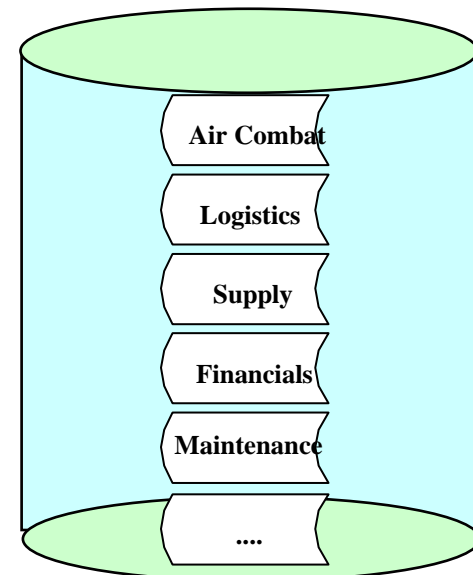 Air Combat
Logistics
Supply
Financials
Maintenance
....